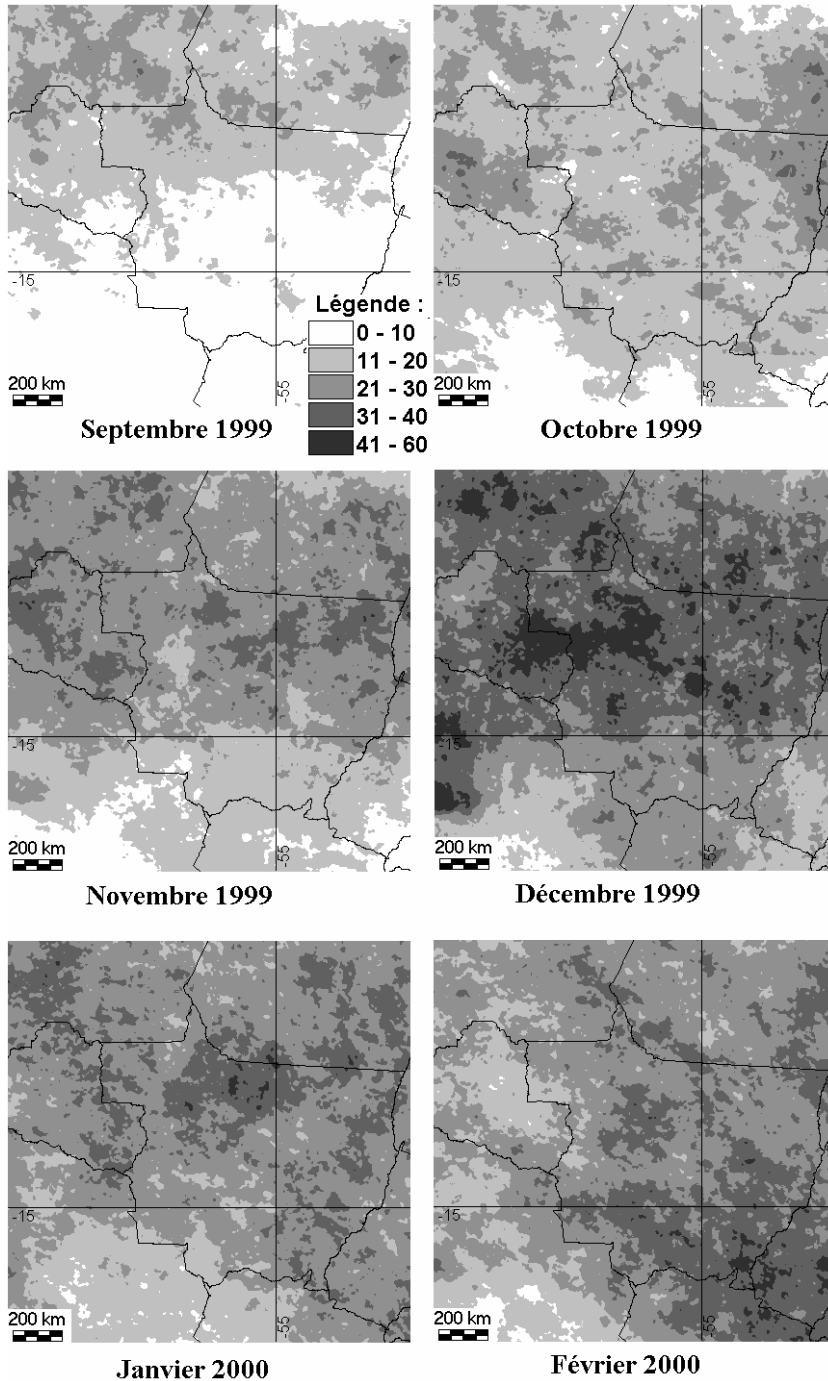 -15
-55
200 km
Septembre 1999
Légende :
0 - 10
11 - 20
21 - 30
31 - 40
41 - 60
-15
-55
200 km
Octobre 1999
-15
-55
200 km
Novembre 1999
-15
-55
200 km
Décembre 1999
-15
-55
200 km
Janvier 2000
-15
-55
200 km
Février 2000